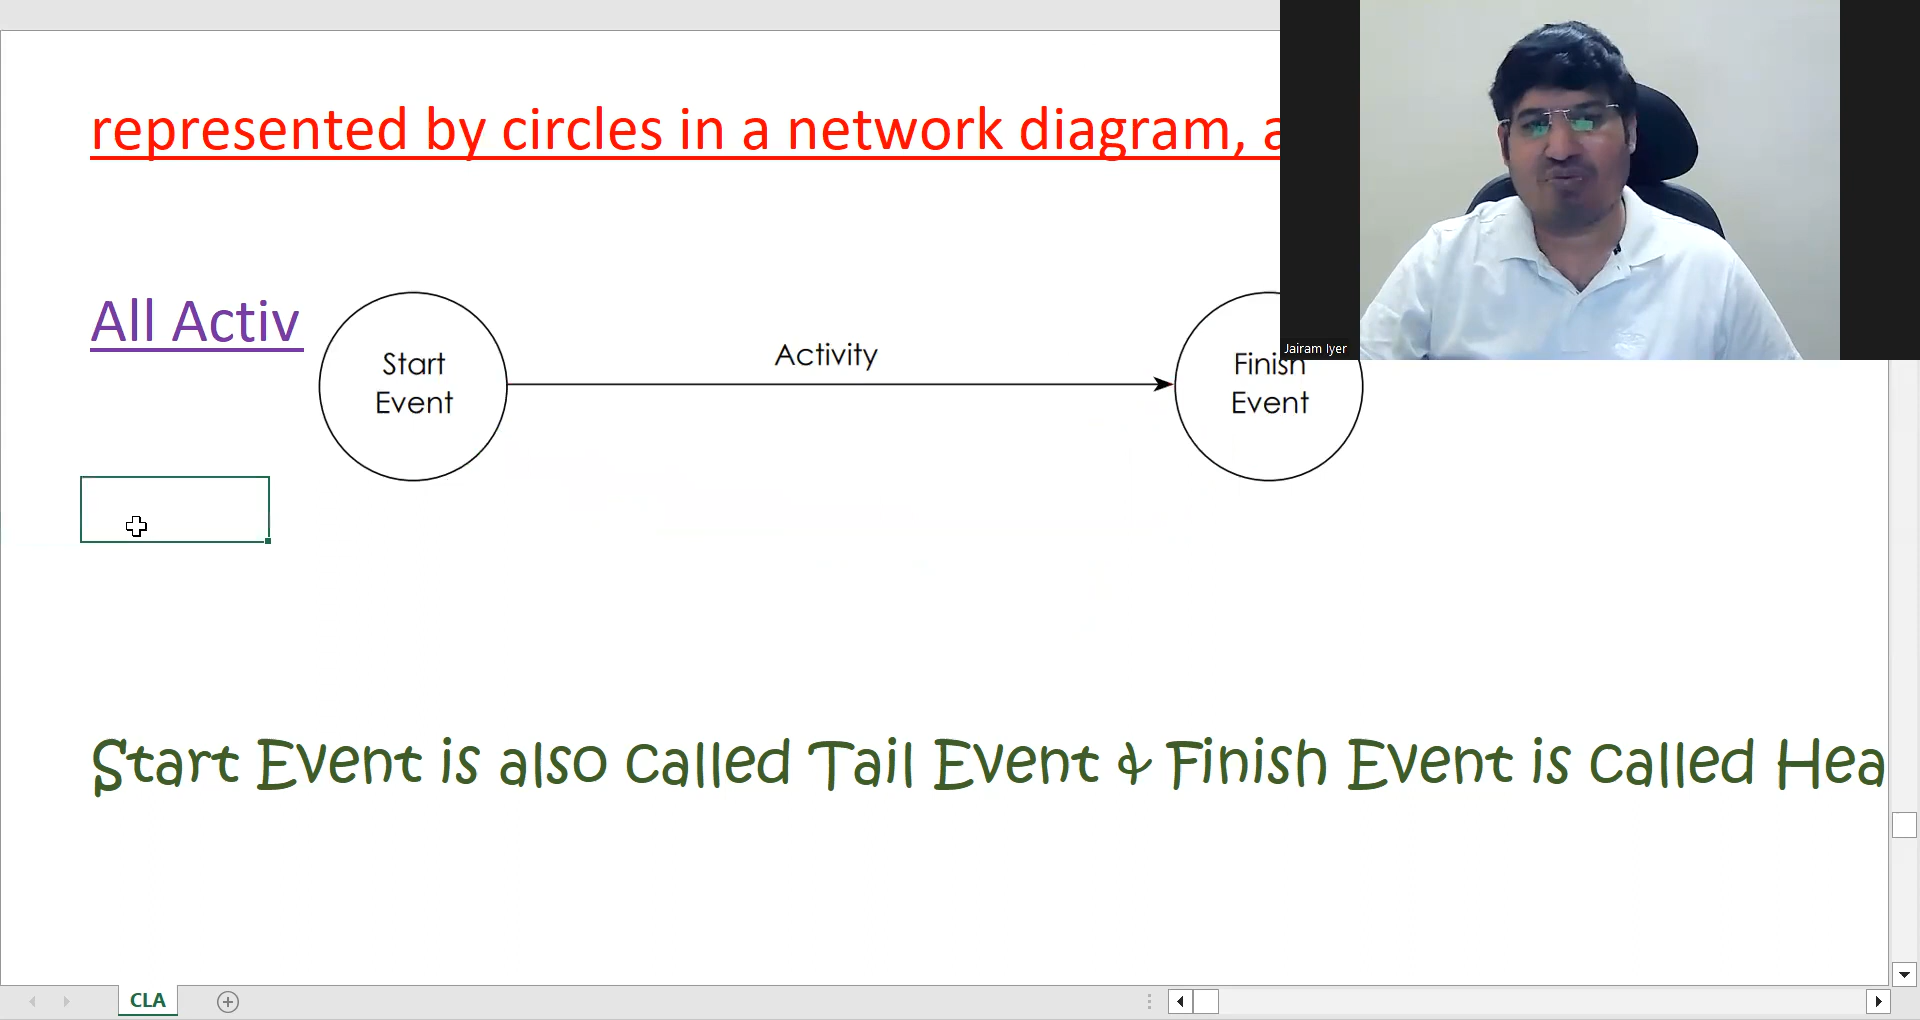 represented by circles in a network diagram, a
All Activ
Start
Event
Activity
Finish
Event
Jairam Iyer
Start Event is also called Tail Event & Finish Event is called Hea
CLA